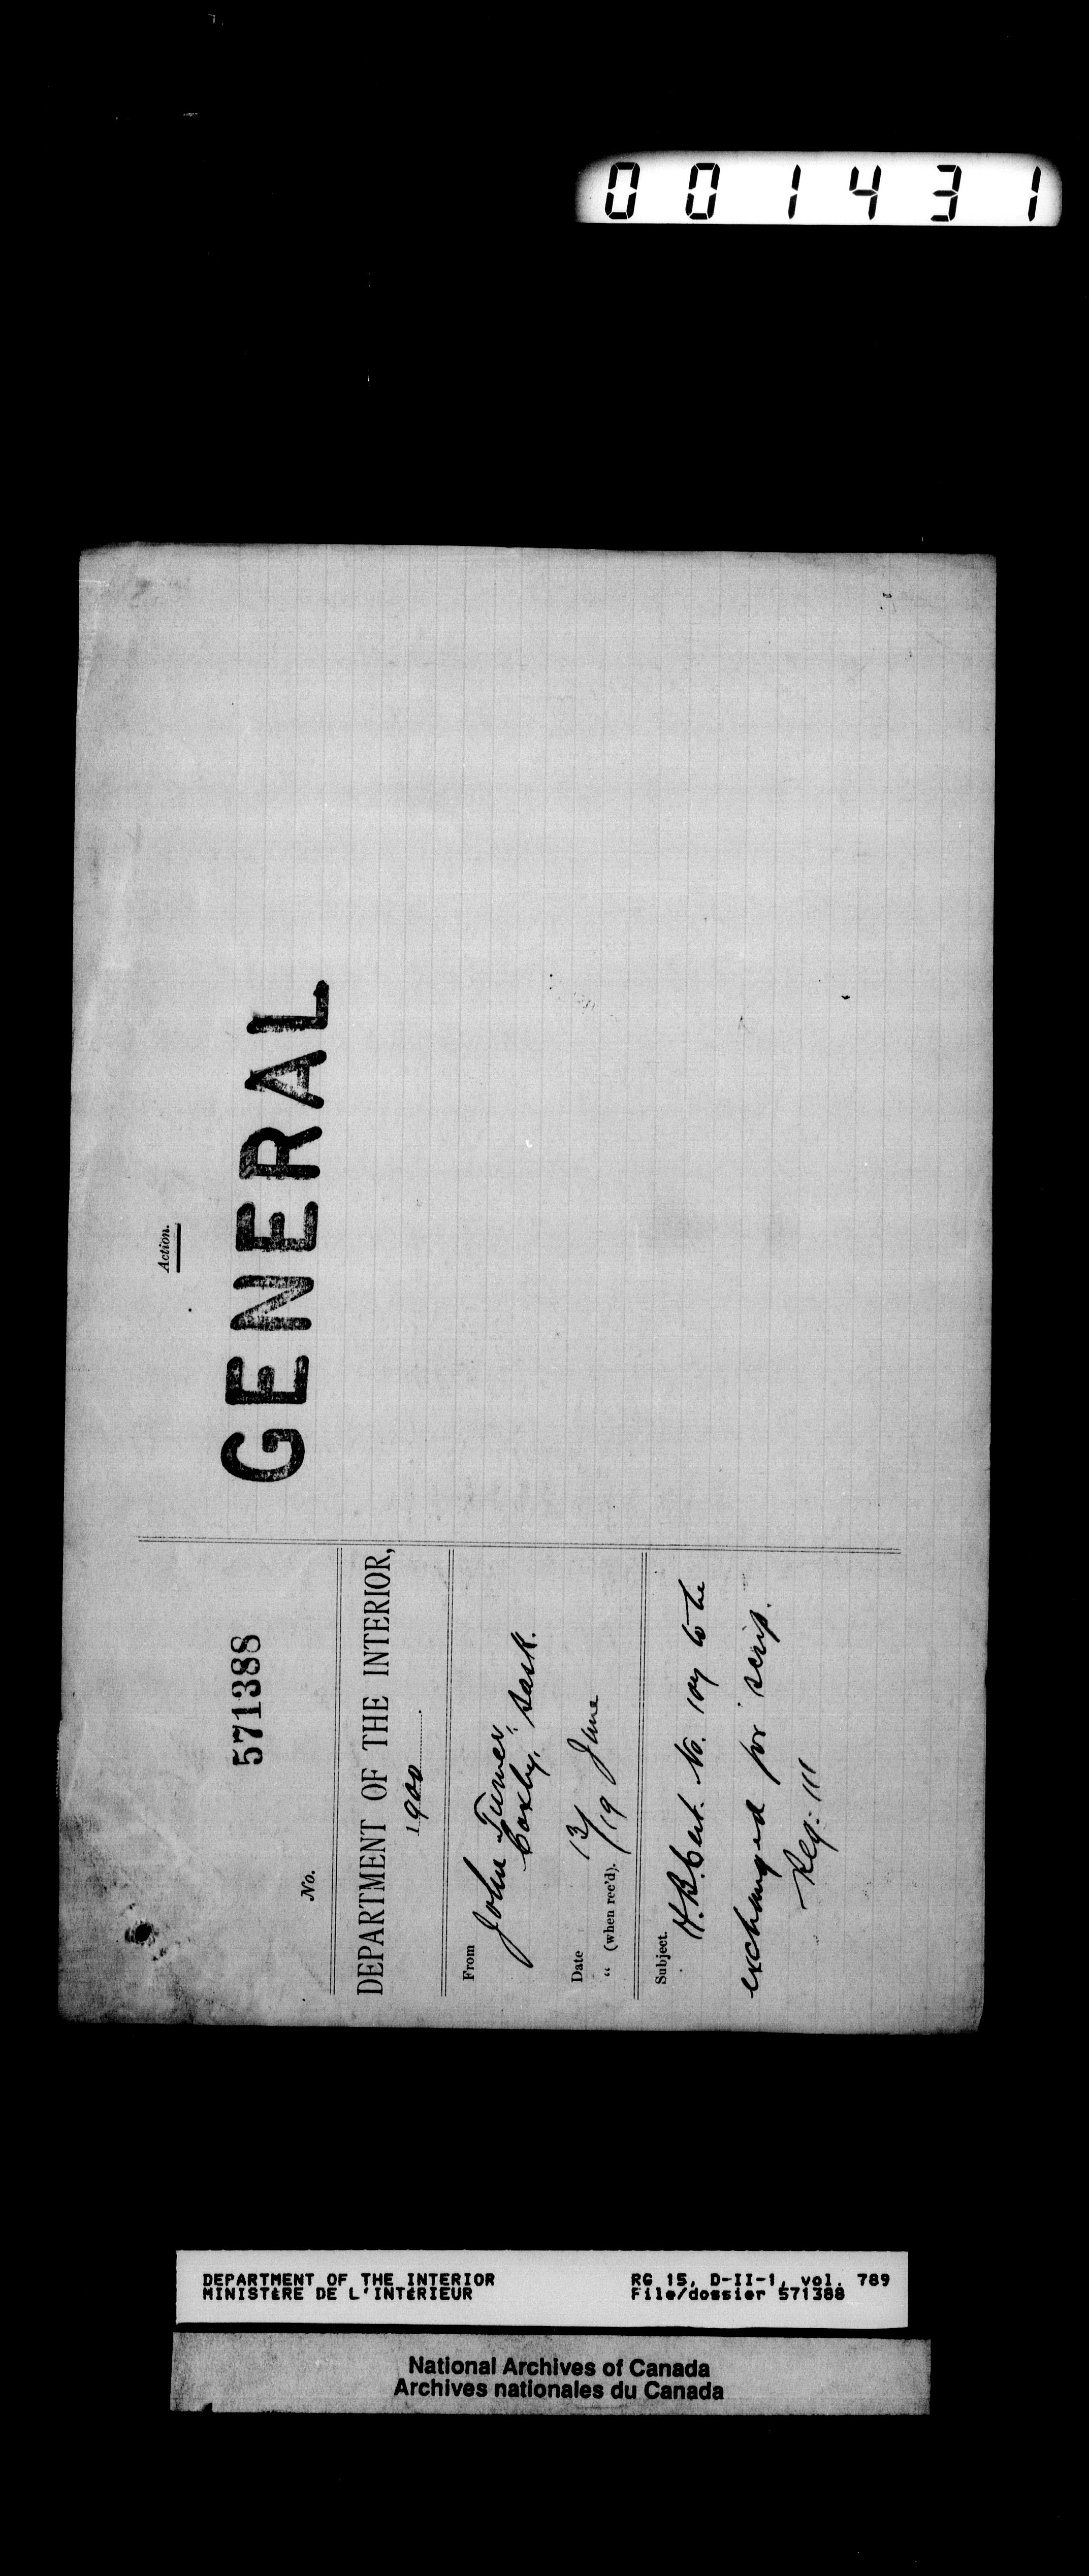 001431
571388
No.
DEPARTMENT OF THE INTERIOR,
1900
From John Turner,
Coxby, Sask.
Date 13/
" (when rec'd). /19 June
Subject.
H.B. Cert. No. 109 to be
exchanged for scrip.
Reg. 111
Action.
GENERAL
DEPARTMENT OF THE INTERIOR RG 15, D-II-1, vol. 789
MINISTÈRE DE L'INTÉRIEUR File/dossier 571388
National Archives of Canada
Archives nationales du Canada